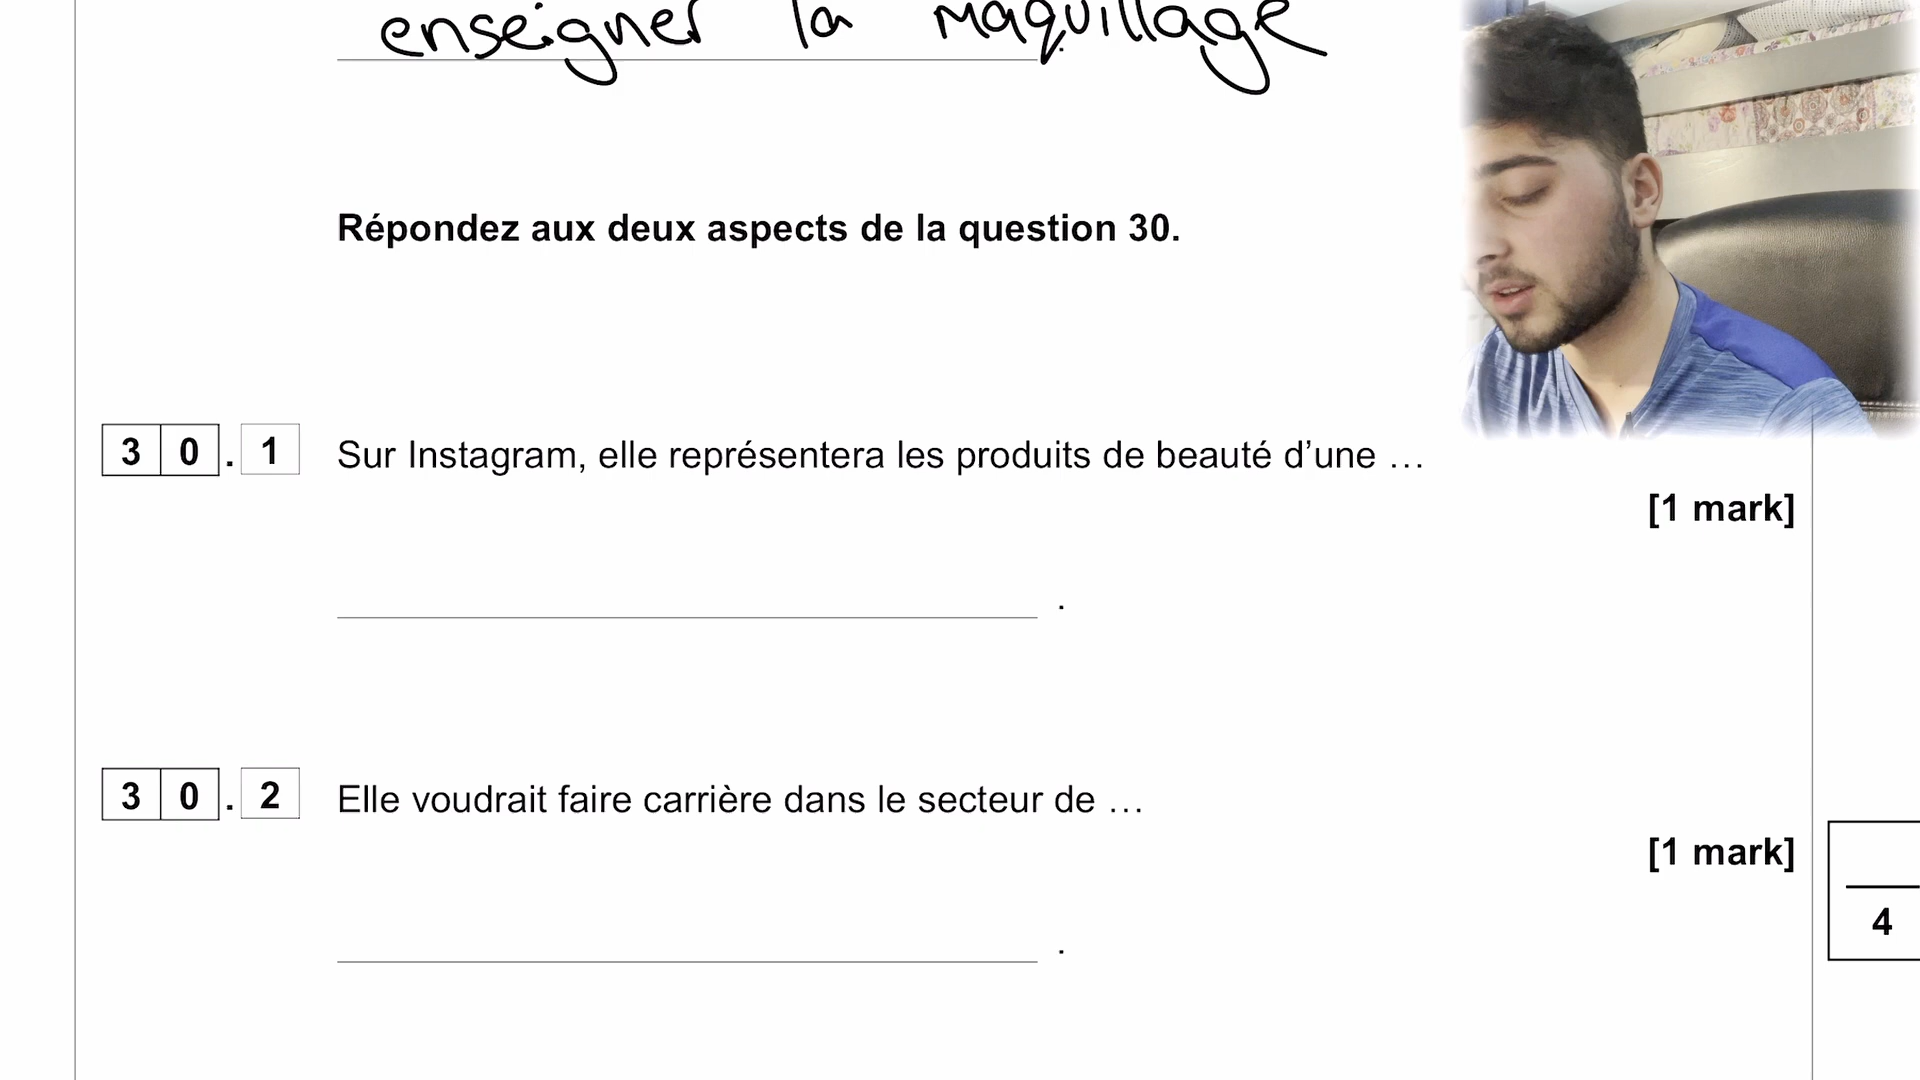 enseigner la maquillage
Répondez aux deux aspects de la question 30.
3 0 . 1 Sur Instagram, elle représentera les produits de beauté d’une …
[1 mark]
.
3 0 . 2 Elle voudrait faire carrière dans le secteur de …
[1 mark]
.
4